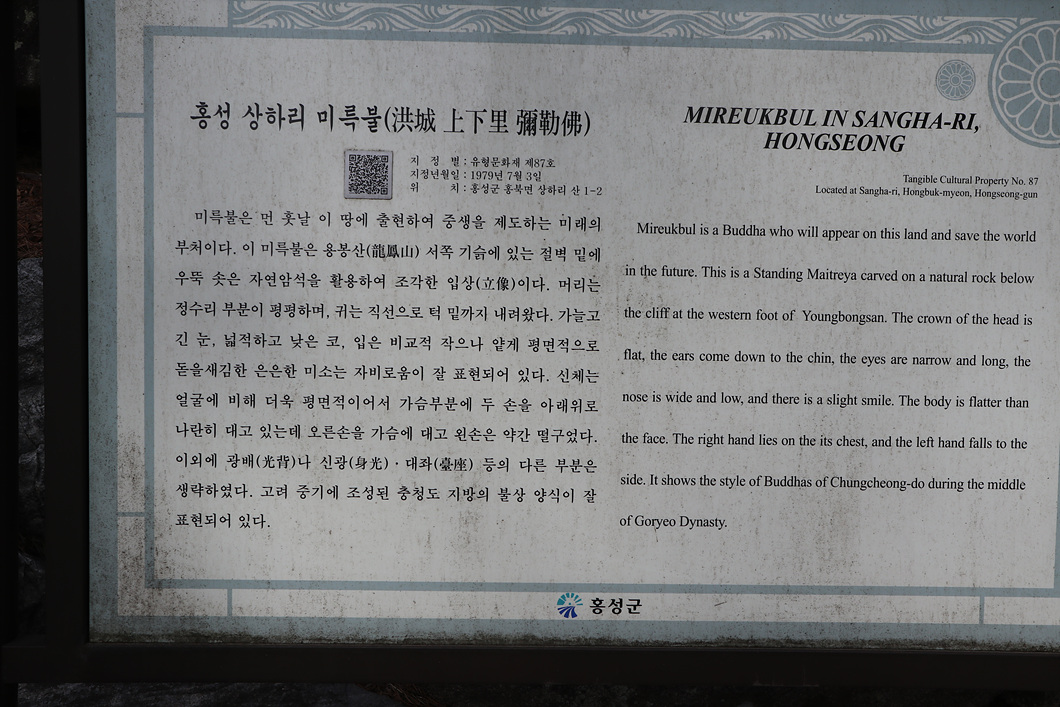 홍성 상하리 미륵불(洪城 上下里 彌勒佛)
지 정 별 : 유형문화재 제87호
지정년월일 : 1979년 7월 3일
위 치 : 홍성군 홍북면 상하리 산 1-2
미륵불은 먼 훗날 이 땅에 출현하여 중생을 제도하는 미래의
부처이다. 이 미륵불은 용봉산(龍鳳山) 서쪽 기슭에 있는 절벽 밑에
우뚝 솟은 자연암석을 활용하여 조각한 입상(立像)이다. 머리는
정수리 부분이 평평하며, 귀는 직선으로 턱 밑까지 내려왔다. 가늘고
긴 눈, 넓적하고 낮은 코, 입은 비교적 작으나 얕게 평면적으로
돋을새김한 은은한 미소는 자비로움이 잘 표현되어 있다. 신체는
얼굴에 비해 더욱 평면적이어서 가슴부분에 두 손을 아래위로
나란히 대고 있는데 오른손을 가슴에 대고 왼손은 약간 떨구었다.
이외에 광배(光背)나 신광(身光)·대좌(臺座) 등의 다른 부분은
생략하였다. 고려 중기에 조성된 충청도 지방의 불상 양식이 잘
표현되어 있다.
MIREUKBUL IN SANGHA-RI,
HONGSEONG
Tangible Cultural Property No. 87
Located at Sangha-ri, Hongbuk-myeon, Hongseong-gun
Mireukbul is a Buddha who will appear on this land and save the world
in the future. This is a Standing Maitreya carved on a natural rock below
the cliff at the western foot of Youngbongsan. The crown of the head is
flat, the ears come down to the chin, the eyes are narrow and long, the
nose is wide and low, and there is a slight smile. The body is flatter than
the face. The right hand lies on the its chest, and the left hand falls to the
side. It shows the style of Buddhas of Chungcheong-do during the middle
of Goryeo Dynasty.
홍성군